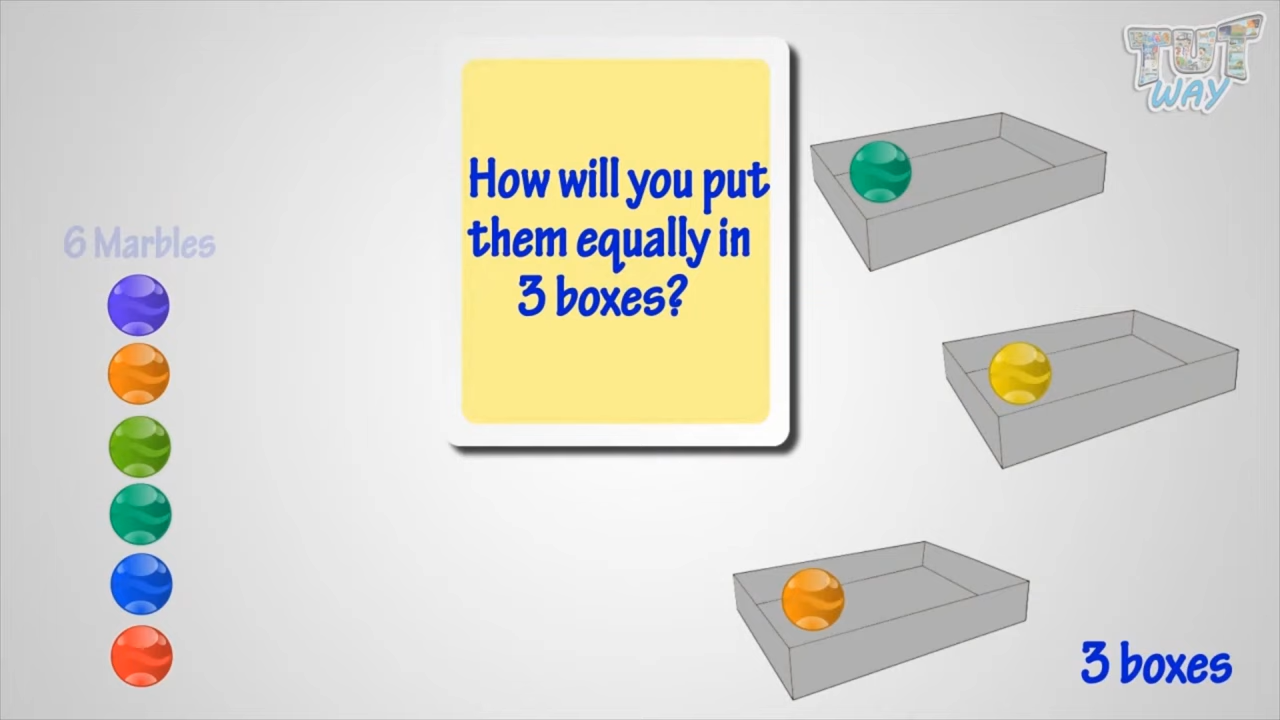 TUT
WAY
How will you put
them equally in
3 boxes?
6 Marbles
3 boxes